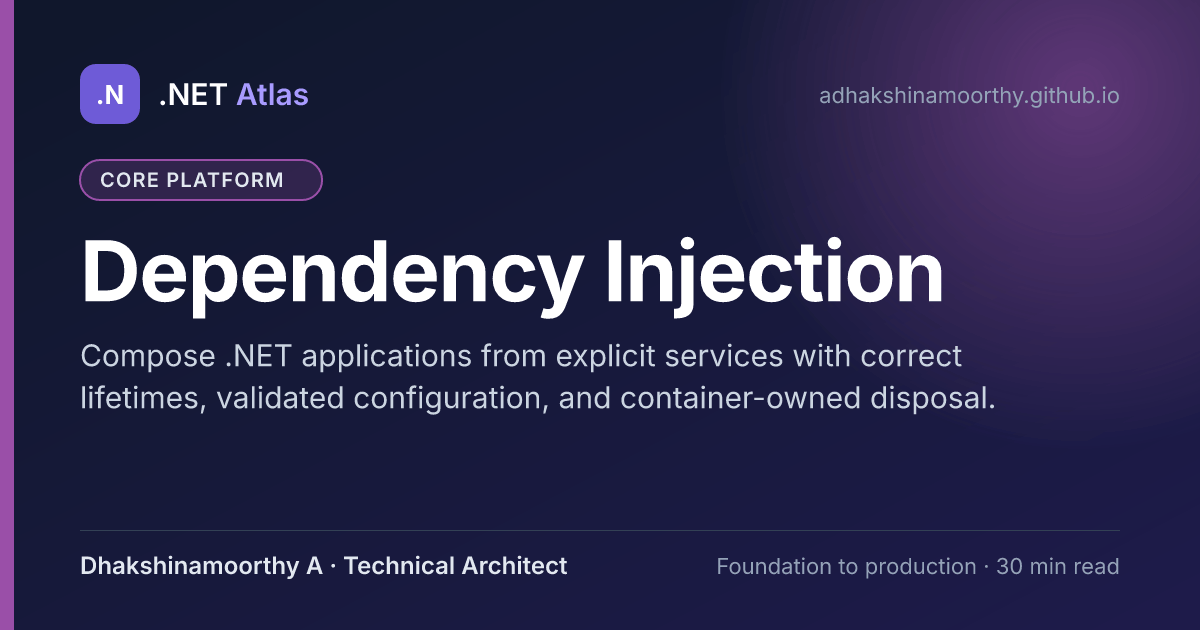 .N
.NET Atlas
adhakshinamoorthy.github.io
CORE PLATFORM
Dependency Injection
Compose .NET applications from explicit services with correct
lifetimes, validated configuration, and container-owned disposal.
Dhakshinamoorthy A · Technical Architect
Foundation to production · 30 min read